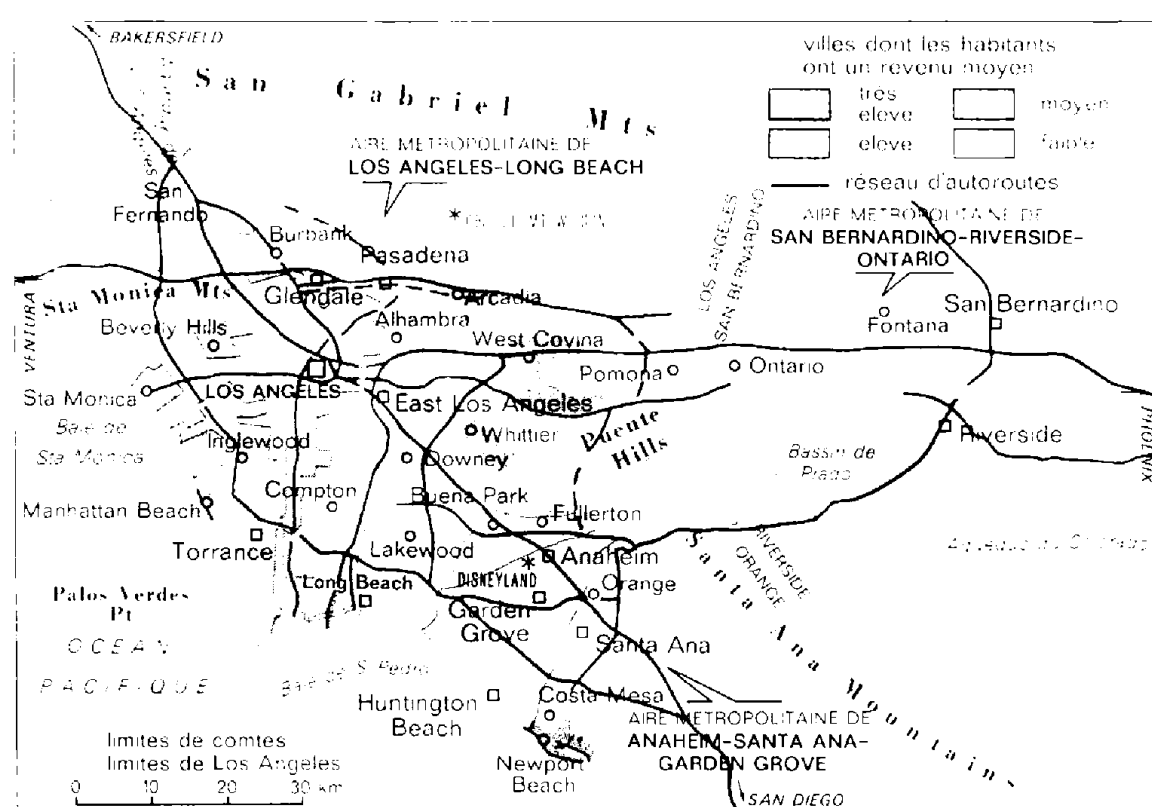 BAKERSFIELD
San Gabriel Mts
villes dont les habitants
ont un revenu moyen
très
eleve
moyen
eleve
faible
réseau d'autoroutes
AIRE METROPOLITAINE DE
LOS ANGELES-LONG BEACH
AIRE METROPOLITAINE DE
SAN BERNARDINO-RIVERSIDE-
ONTARIO
LOS ANGELES
SAN BERNARDINO
San
Fernando
Burbank
Pasadena
VENTURA
Sta Monica Mts
Glendale
Arcadia
Fontana
San Bernardino
Beverly Hills
Alhambra
West Covina
Pomona
Ontario
Sta Monica
LOS ANGELES
East Los Angeles
Baie de
Sta Monica
Inglewood
Whittier
Puente
Hills
Downey
Riverside
PHOENIX
Bassin de
Compton
Buena Park
Manhattan Beach
Fullerton
Torrance
Lakewood
Anaheim
RIVERSIDE
ORANGE
Santa Ana Mountains
Palos Verdes
Pt
Long Beach
DISNEYLAND
Orange
Garden
Grove
Santa Ana
OCEAN
PACIFIQUE
Baie de S Pedro
Huntington
Beach
Costa Mesa
AIRE METROPOLITAINE DE
ANAHEIM-SANTA ANA-
GARDEN GROVE
Newport
Beach
limites de comtes
limites de Los Angeles
0 10 20 30 km
SAN DIEGO